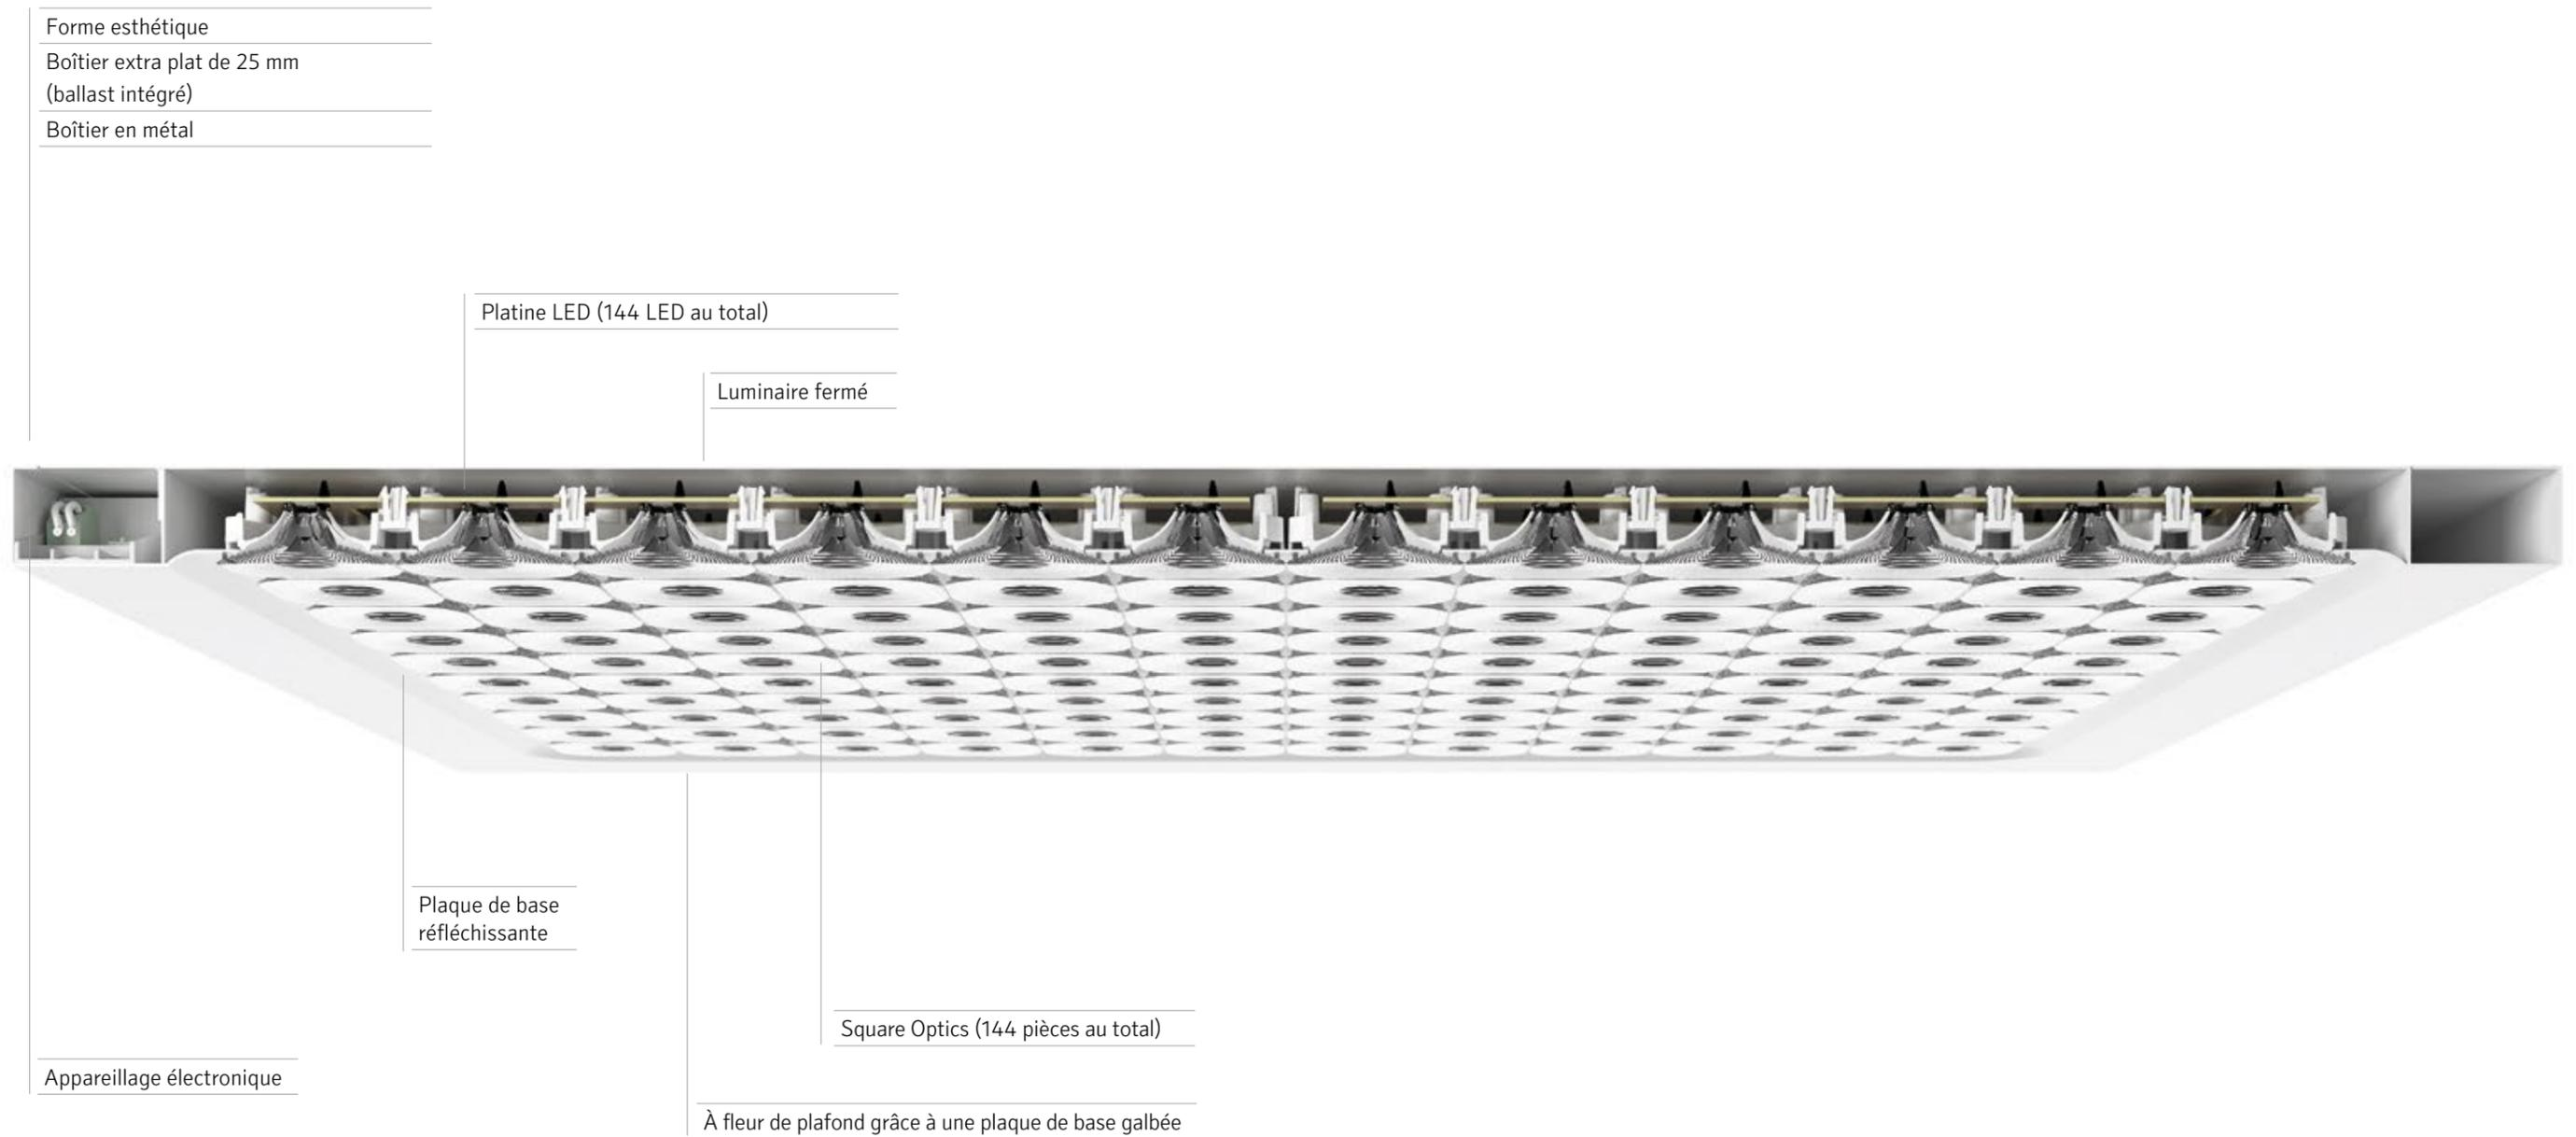 Forme esthétique
Boîtier extra plat de 25 mm
(ballast intégré)
Boîtier en métal
Platine LED (144 LED au total)
Luminaire fermé
Plaque de base
réfléchissante
Square Optics (144 pièces au total)
Appareillage électronique
À fleur de plafond grâce à une plaque de base galbée